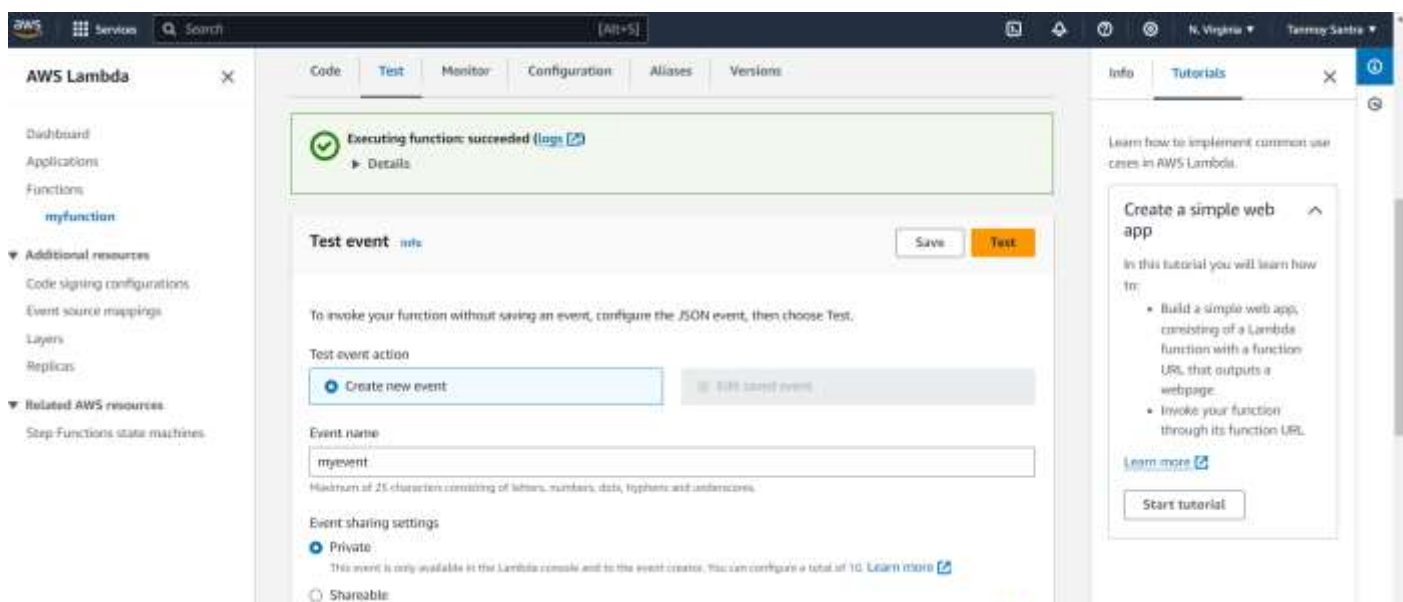 aws
Services
Search
[Alt+S]
N. Virginia
Tanmoy Santra
AWS Lambda
Dashboard
Applications
Functions
myfunction
Additional resources
Code signing configurations
Event source mappings
Layers
Replicas
Related AWS resources
Step Functions state machines
Code Test Monitor Configuration Aliases Versions
Executing function: succeeded (logs)
Details
Test event Info
Save
Test
To invoke your function without saving an event, configure the JSON event, then choose Test.
Test event action
Create new event
Edit saved event
Event name
myevent
Maximum of 25 characters consisting of letters, numbers, dots, hyphens and underscores.
Event sharing settings
Private
This event is only available in the Lambda console and to the event creator. You can configure a total of 10. Learn more
Shareable
Info Tutorials
Learn how to implement common use
cases in AWS Lambda.
Create a simple web
app
In this tutorial you will learn how
to:
• Build a simple web app,
consisting of a Lambda
function with a function
URL that outputs a
webpage
• Invoke your function
through its function URL
Learn more
Start tutorial